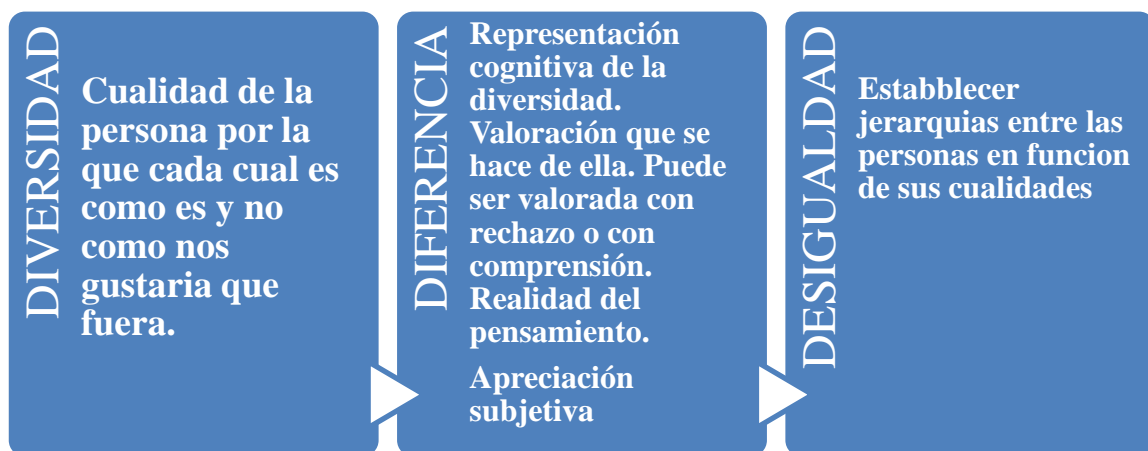 DIVERSIDAD
Cualidad de la
persona por la
que cada cual es
como es y no
como nos
gustaria que
fuera.
DIFERENCIA
Representación
cognitiva de la
diversidad.
Valoración que se
hace de ella. Puede
ser valorada con
rechazo o con
comprensión.
Realidad del
pensamiento.
Apreciación
subjetiva
DESIGUALDAD
Estabblecer
jerarquias entre las
personas en funcion
de sus cualidades